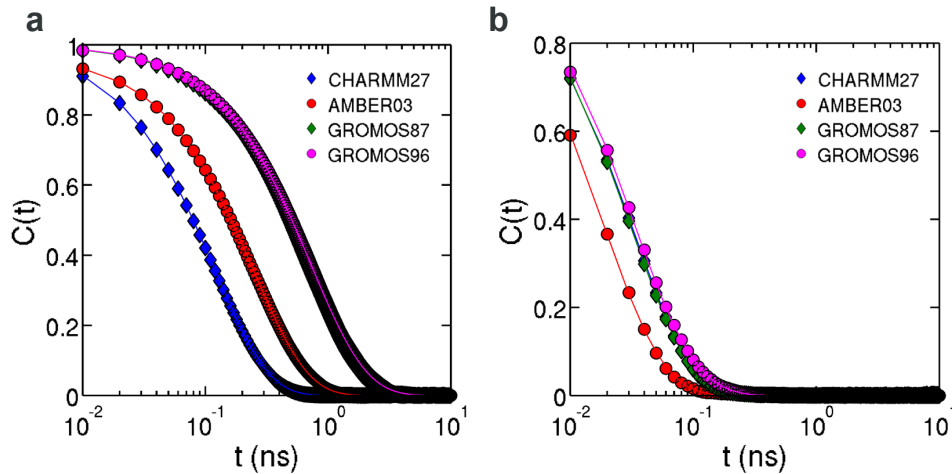 a
1
0.8
0.6
0.4
0.2
0
C(t)
10-2
10-1
100
10
t (ns)
CHARMM27
AMBER03
GROMOS87
GROMOS96
b
0.8
0.6
0.4
0.2
0
C(t)
10-2
10-1
100
10
t (ns)
CHARMM27
AMBER03
GROMOS87
GROMOS96